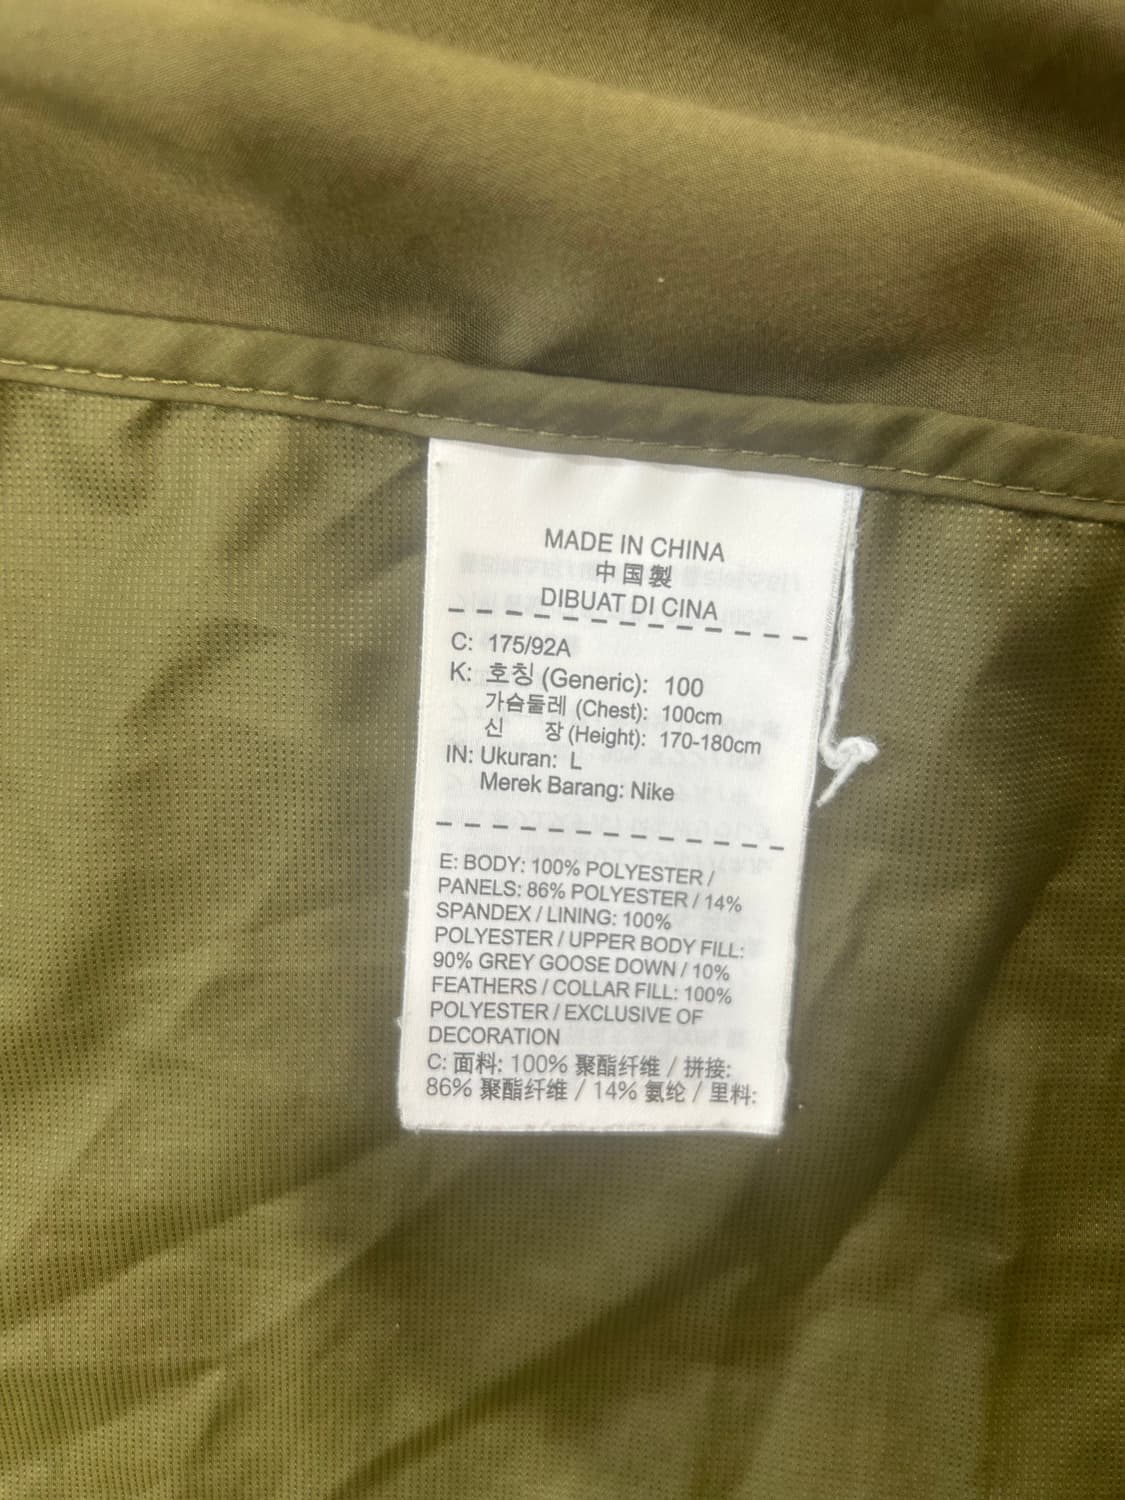 MADE IN CHINA
中国製
DIBUAT DI CINA
C: 175/92A
K: 호칭 (Generic): 100
가슴둘레 (Chest): 100cm
신 장 (Height): 170-180cm
IN: Ukuran: L
Merek Barang: Nike
E: BODY: 100% POLYESTER /
PANELS: 86% POLYESTER / 14%
SPANDEX / LINING: 100%
POLYESTER / UPPER BODY FILL:
90% GREY GOOSE DOWN / 10%
FEATHERS / COLLAR FILL: 100%
POLYESTER / EXCLUSIVE OF
DECORATION
C: 面料: 100% 聚酯纤维 / 拼接:
86% 聚酯纤维 / 14% 氨纶 / 里料: